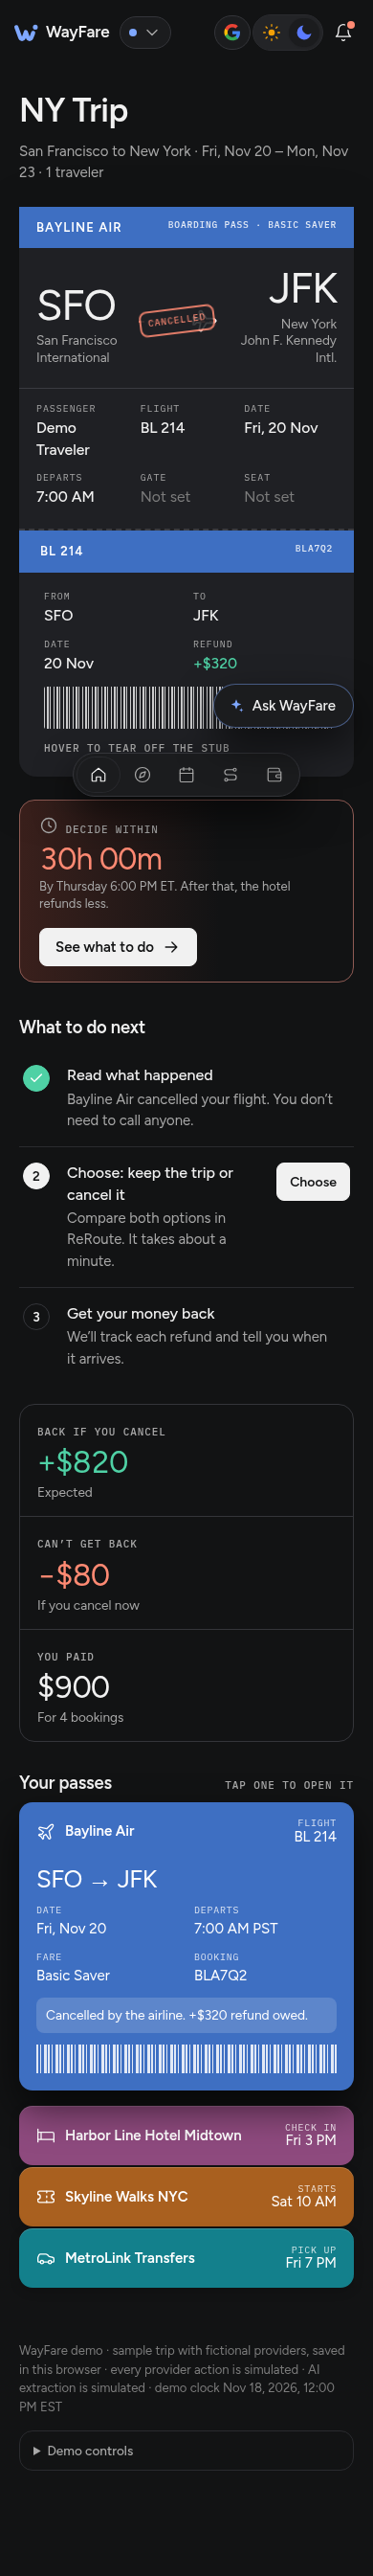 WayFare
NY Trip
San Francisco to New York · Fri, Nov 20 – Mon, Nov
23 · 1 traveler
BAYLINE AIR
BOARDING PASS · BASIC SAVER
SFO
San Francisco
International
CANCELLED
JFK
New York
John F. Kennedy
Intl.
PASSENGER
Demo
Traveler
FLIGHT
BL 214
DATE
Fri, 20 Nov
DEPARTS
7:00 AM
GATE
Not set
SEAT
Not set
BL 214
BLA7Q2
FROM
SFO
TO
JFK
DATE
20 Nov
REFUND
+$320
Ask WayFare
HOVER TO TEAR OFF THE STUB
DECIDE WITHIN
30h 00m
By Thursday 6:00 PM ET. After that, the hotel
refunds less.
See what to do →
What to do next
Read what happened
Bayline Air cancelled your flight. You don’t
need to call anyone.
2
Choose: keep the trip or
cancel it
Compare both options in
ReRoute. It takes about a
minute.
Choose
3
Get your money back
We’ll track each refund and tell you when
it arrives.
BACK IF YOU CANCEL
+$820
Expected
CAN’T GET BACK
−$80
If you cancel now
YOU PAID
$900
For 4 bookings
Your passes
TAP ONE TO OPEN IT
Bayline Air
FLIGHT
BL 214
SFO → JFK
DATE
Fri, Nov 20
DEPARTS
7:00 AM PST
FARE
Basic Saver
BOOKING
BLA7Q2
Cancelled by the airline. +$320 refund owed.
Harbor Line Hotel Midtown
CHECK IN
Fri 3 PM
Skyline Walks NYC
STARTS
Sat 10 AM
MetroLink Transfers
PICK UP
Fri 7 PM
WayFare demo · sample trip with fictional providers, saved
in this browser · every provider action is simulated · AI
extraction is simulated · demo clock Nov 18, 2026, 12:00
PM EST
Demo controls